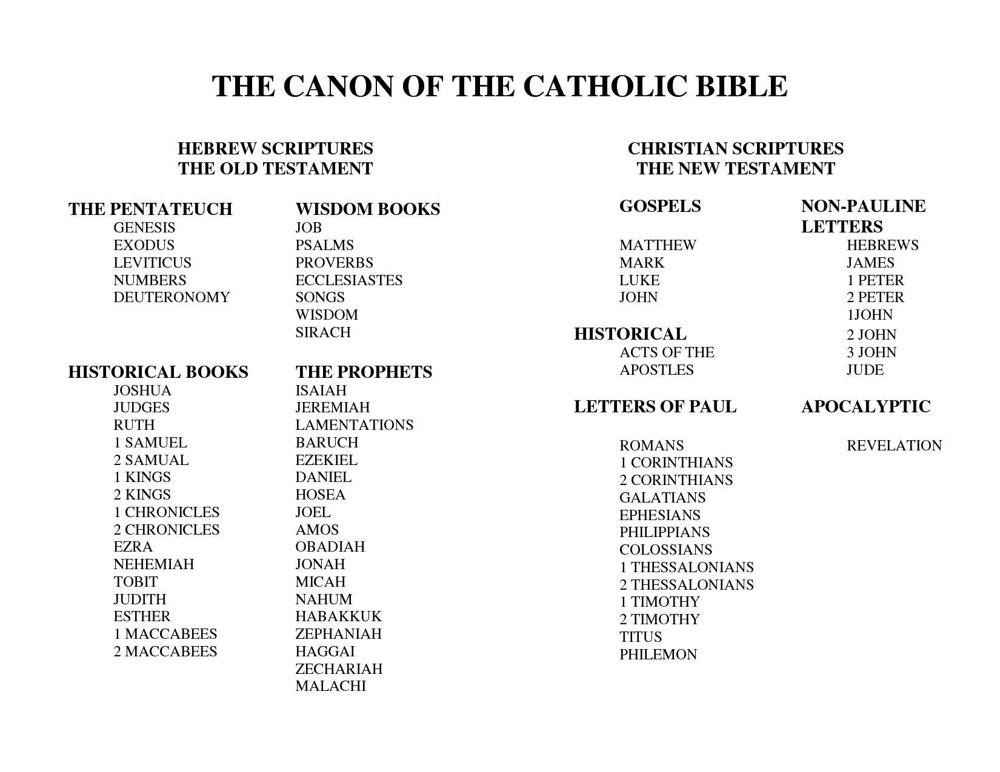 THE CANON OF THE CATHOLIC BIBLE
HEBREW SCRIPTURES
THE OLD TESTAMENT
THE PENTATEUCH
GENESIS
EXODUS
LEVITICUS
NUMBERS
DEUTERONOMY
WISDOM BOOKS
JOB
PSALMS
PROVERBS
ECCLESIASTES
SONGS
WISDOM
SIRACH
HISTORICAL BOOKS
JOSHUA
JUDGES
RUTH
1 SAMUEL
2 SAMUAL
1 KINGS
2 KINGS
1 CHRONICLES
2 CHRONICLES
EZRA
NEHEMIAH
TOBIT
JUDITH
ESTHER
1 MACCABEES
2 MACCABEES
THE PROPHETS
ISAIAH
JEREMIAH
LAMENTATIONS
BARUCH
EZEKIEL
DANIEL
HOSEA
JOEL
AMOS
OBADIAH
JONAH
MICAH
NAHUM
HABAKKUK
ZEPHANIAH
HAGGAI
ZECHARIAH
MALACHI
CHRISTIAN SCRIPTURES
THE NEW TESTAMENT
GOSPELS
MATTHEW
MARK
LUKE
JOHN
HISTORICAL
ACTS OF THE
APOSTLES
LETTERS OF PAUL
ROMANS
1 CORINTHIANS
2 CORINTHIANS
GALATIANS
EPHESIANS
PHILIPPIANS
COLOSSIANS
1 THESSALONIANS
2 THESSALONIANS
1 TIMOTHY
2 TIMOTHY
TITUS
PHILEMON
NON-PAULINE
LETTERS
HEBREWS
JAMES
1 PETER
2 PETER
1JOHN
2 JOHN
3 JOHN
JUDE
APOCALYPTIC
REVELATION